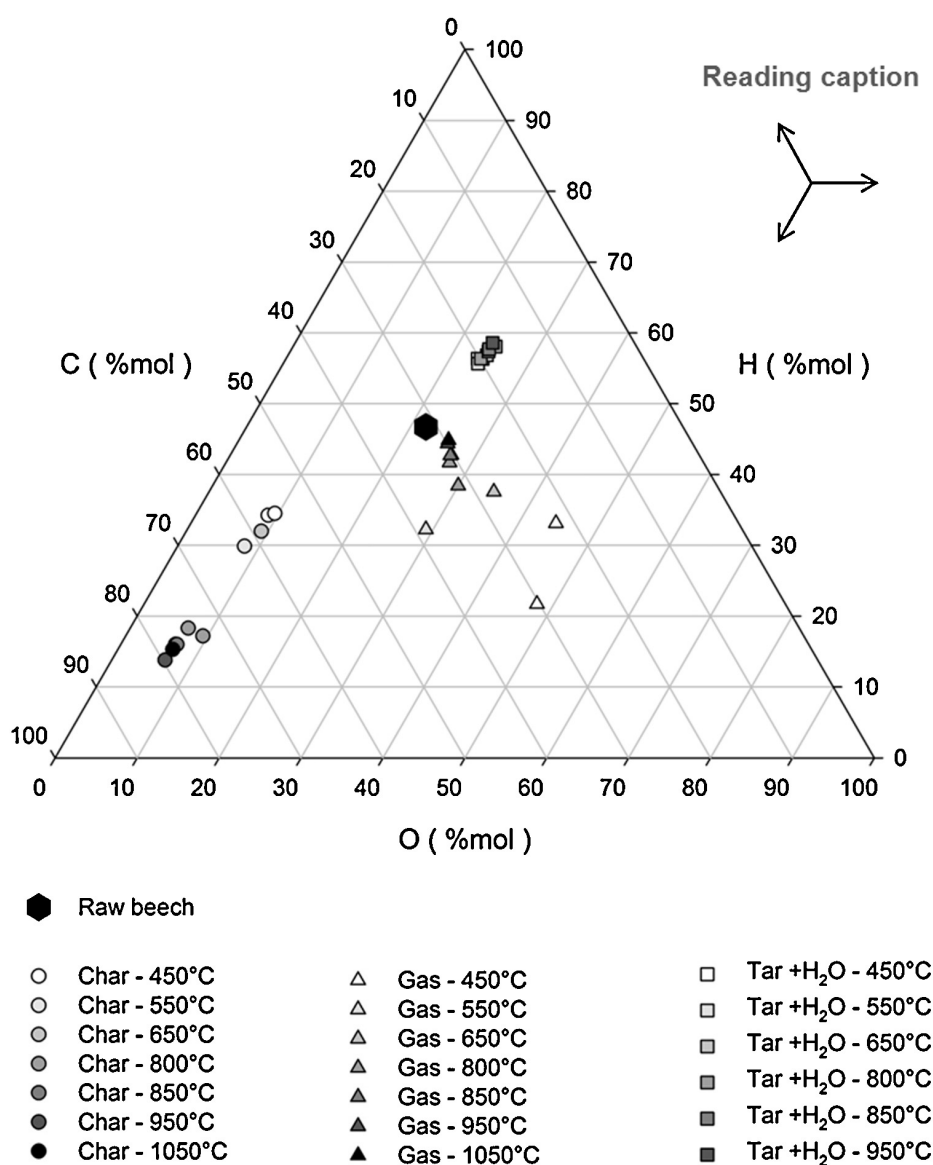 0
100
Reading caption
10
90
20
80
30
70
40
60
C ( %mol )
H ( %mol )
50
50
60
40
70
30
80
20
90
10
100
0
0 10 20 30 40 50 60 70 80 90 100
O ( %mol )
Raw beech
Char - 450°C
Char - 550°C
Char - 650°C
Char - 800°C
Char - 850°C
Char - 950°C
Char - 1050°C
Gas - 450°C
Gas - 550°C
Gas - 650°C
Gas - 800°C
Gas - 850°C
Gas - 950°C
Gas - 1050°C
Tar +H₂O - 450°C
Tar +H₂O - 550°C
Tar +H₂O - 650°C
Tar +H₂O - 800°C
Tar +H₂O - 850°C
Tar +H₂O - 950°C